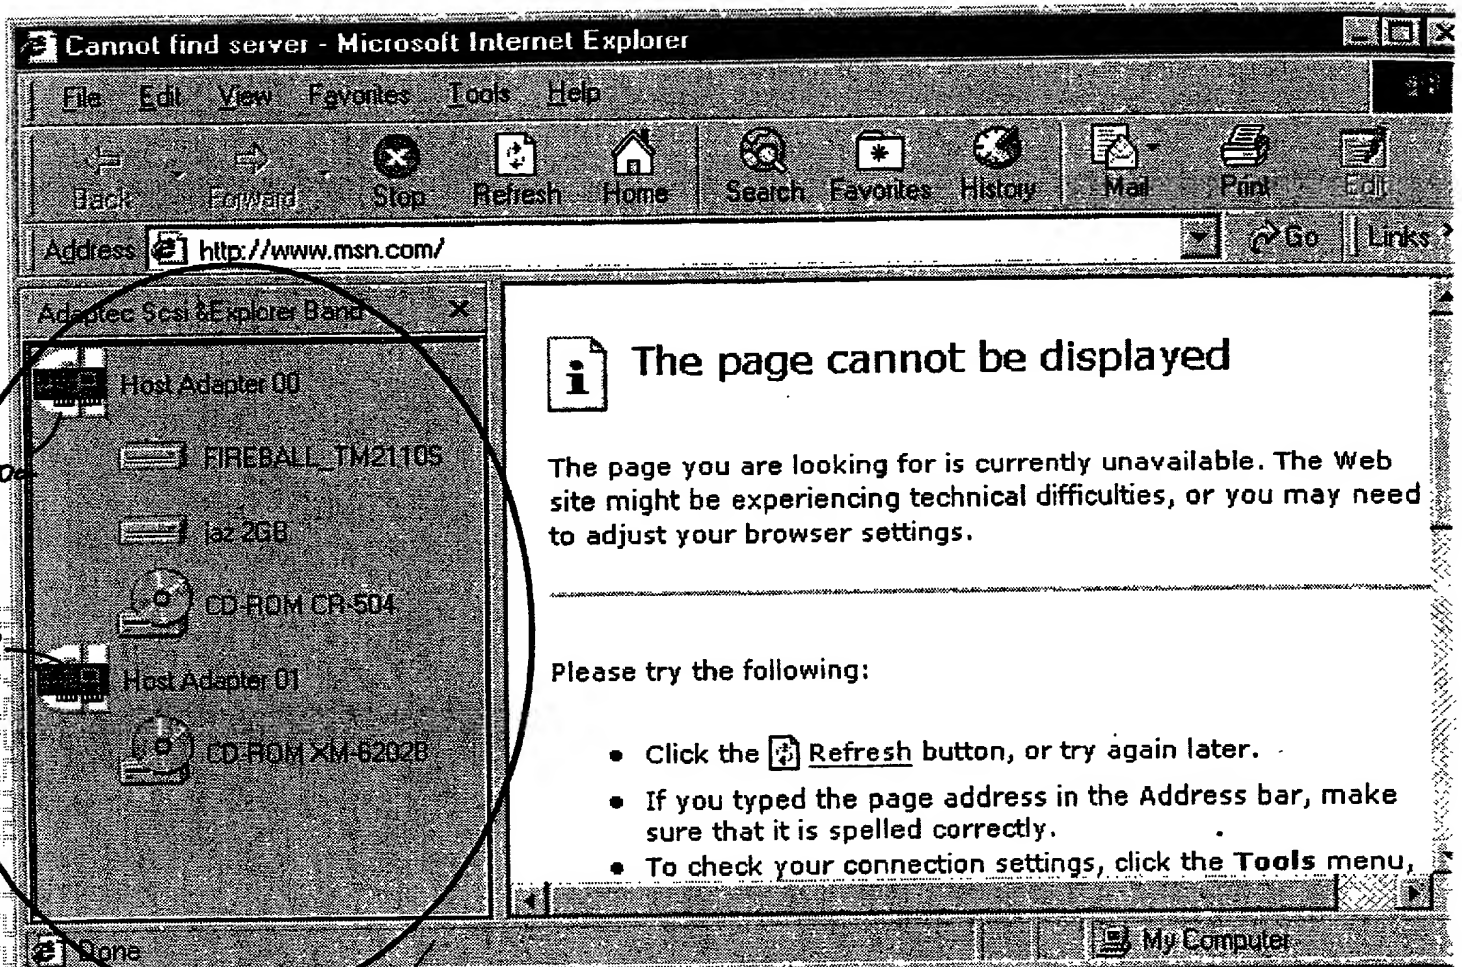 Cannot find server - Microsoft Internet Explorer
File Edit View Favorites Tools Help
Back Forward Stop Refresh Home Search Favorites History Mail Print Edit
Address http://www.msn.com/ Go Links
Adaptec Scsi &Explorer Band
Host Adapter 00
FIREBALL_TM2110S
jaz 2GB
CD-ROM CR-504
Host Adapter 01
CD-ROM XM-6202B
The page cannot be displayed
The page you are looking for is currently unavailable. The Web
site might be experiencing technical difficulties, or you may need
to adjust your browser settings.
Please try the following:
• Click the Refresh button, or try again later.
• If you typed the page address in the Address bar, make
sure that it is spelled correctly.
• To check your connection settings, click the Tools menu,
Done My Computer